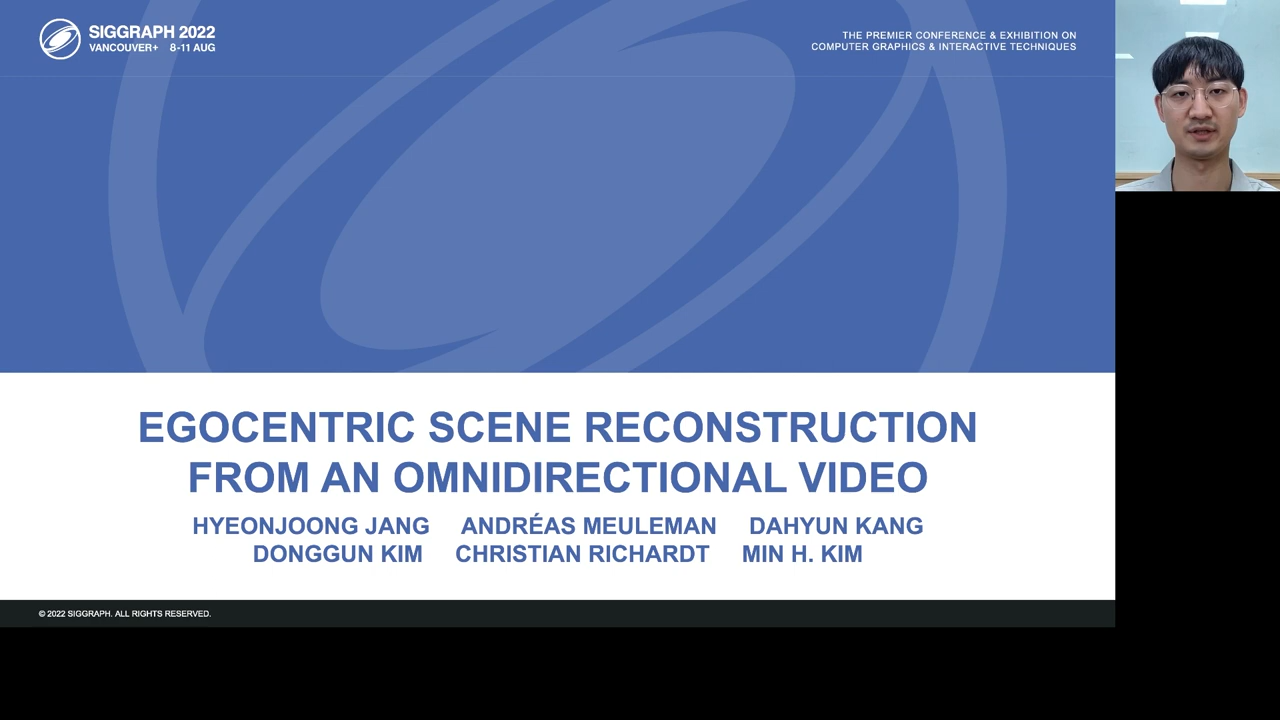 SIGGRAPH 2022
VANCOUVER+ 8-11 AUG
THE PREMIER CONFERENCE & EXHIBITION ON
COMPUTER GRAPHICS & INTERACTIVE TECHNIQUES
EGOCENTRIC SCENE RECONSTRUCTION
FROM AN OMNIDIRECTIONAL VIDEO
HYEONJOONG JANG ANDRÉAS MEULEMAN DAHYUN KANG
DONGGUN KIM CHRISTIAN RICHARDT MIN H. KIM
© 2022 SIGGRAPH. ALL RIGHTS RESERVED.